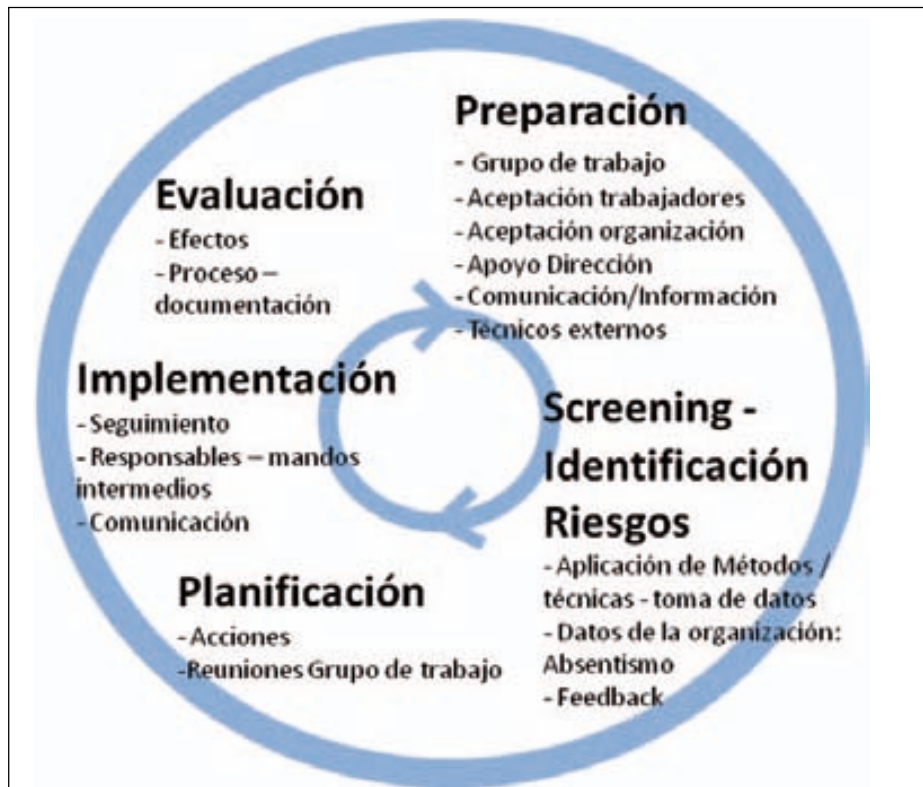 Preparación
- Grupo de trabajo
- Aceptación trabajadores
- Aceptación organización
- Apoyo Dirección
- Comunicación/Información
- Técnicos externos
Screening -
Identificación
Riesgos
- Aplicación de Métodos /
técnicas - toma de datos
- Datos de la organización:
Absentismo
- Feedback
Planificación
- Acciones
- Reuniones Grupo de trabajo
Implementación
- Seguimiento
- Responsables – mandos
intermedios
- Comunicación
Evaluación
- Efectos
- Proceso –
documentación